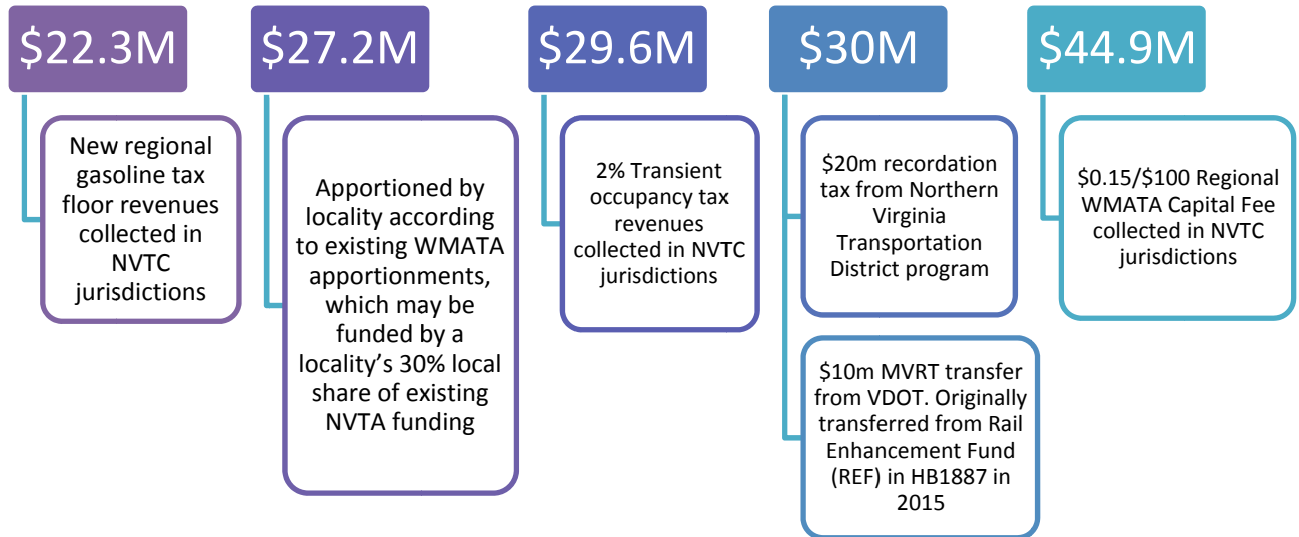 $22.3M
New regional
gasoline tax
floor revenues
collected in
NVTC
jurisdictions
$27.2M
Apportioned by
locality according
to existing WMATA
apportionments,
which may be
funded by a
locality's 30% local
share of existing
NVTA funding
$29.6M
2% Transient
occupancy tax
revenues
collected in NVTC
jurisdictions
$30M
$20m recordation
tax from Northern
Virginia
Transportation
District program
$10m MVRT transfer
from VDOT. Originally
transferred from Rail
Enhancement Fund
(REF) in HB1887 in
2015
$44.9M
$0.15/$100 Regional
WMATA Capital Fee
collected in NVTC
jurisdictions